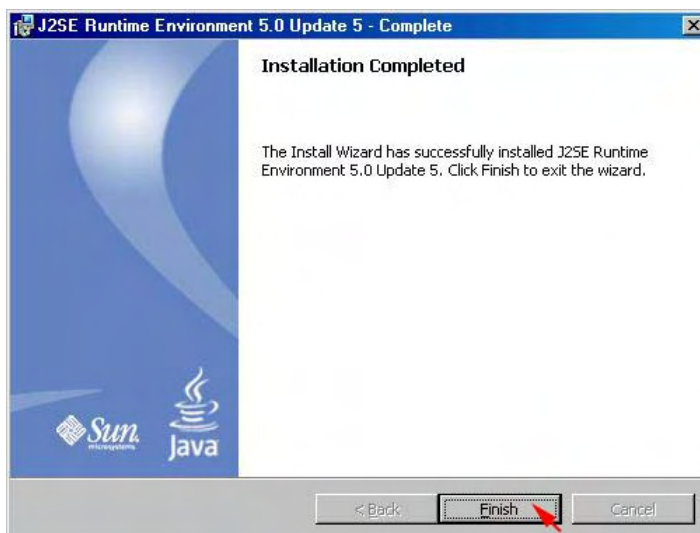 J2SE Runtime Environment 5.0 Update 5 - Complete
Installation Completed
The Install Wizard has successfully installed J2SE Runtime
Environment 5.0 Update 5. Click Finish to exit the wizard.
Sun
microsystems
Java
< Back
Finish
Cancel